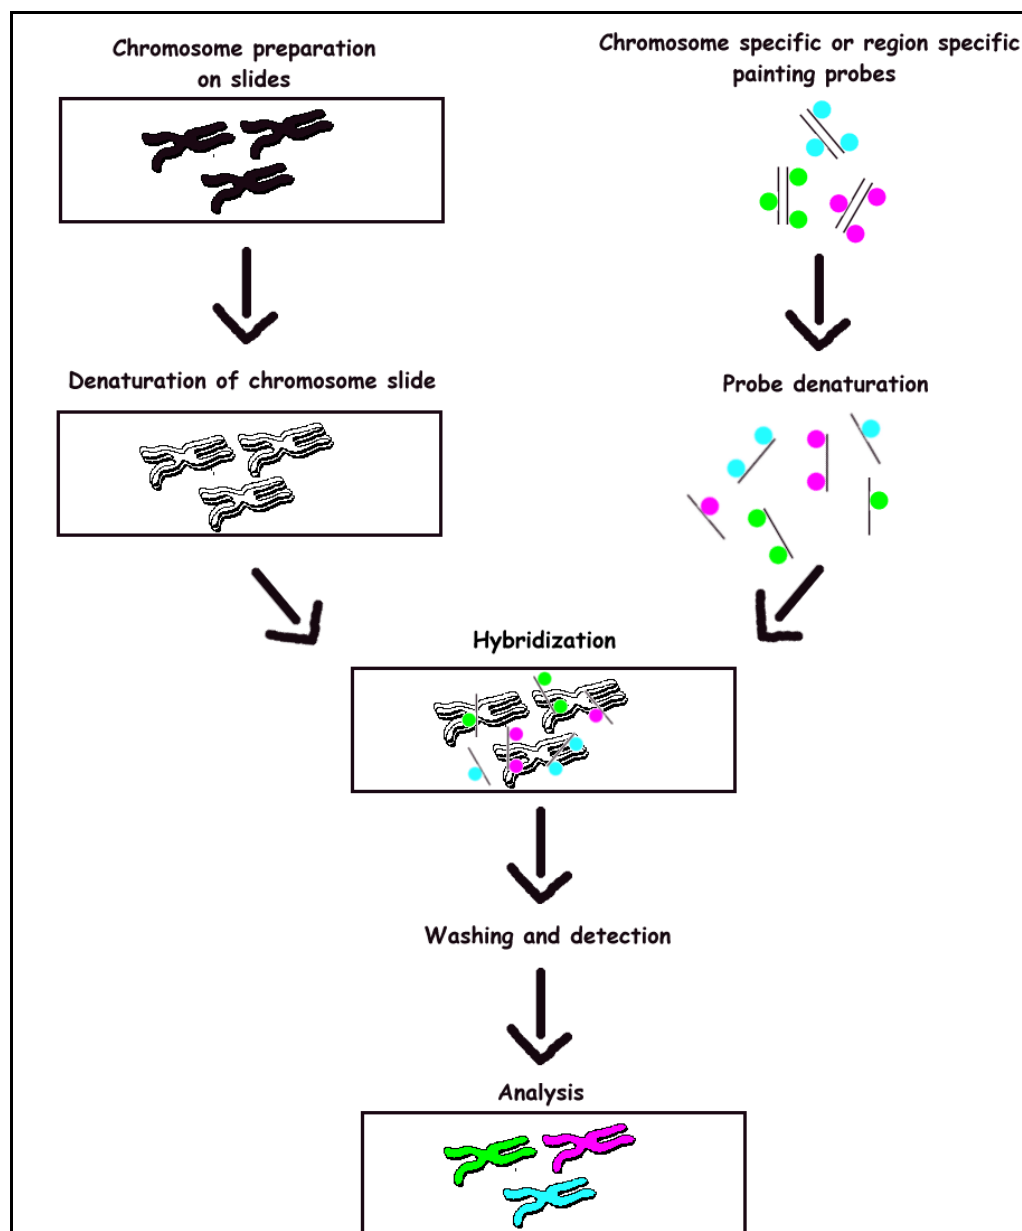 Chromosome preparation
on slides
Chromosome specific or region specific
painting probes
Denaturation of chromosome slide
Probe denaturation
Hybridization
Washing and detection
Analysis